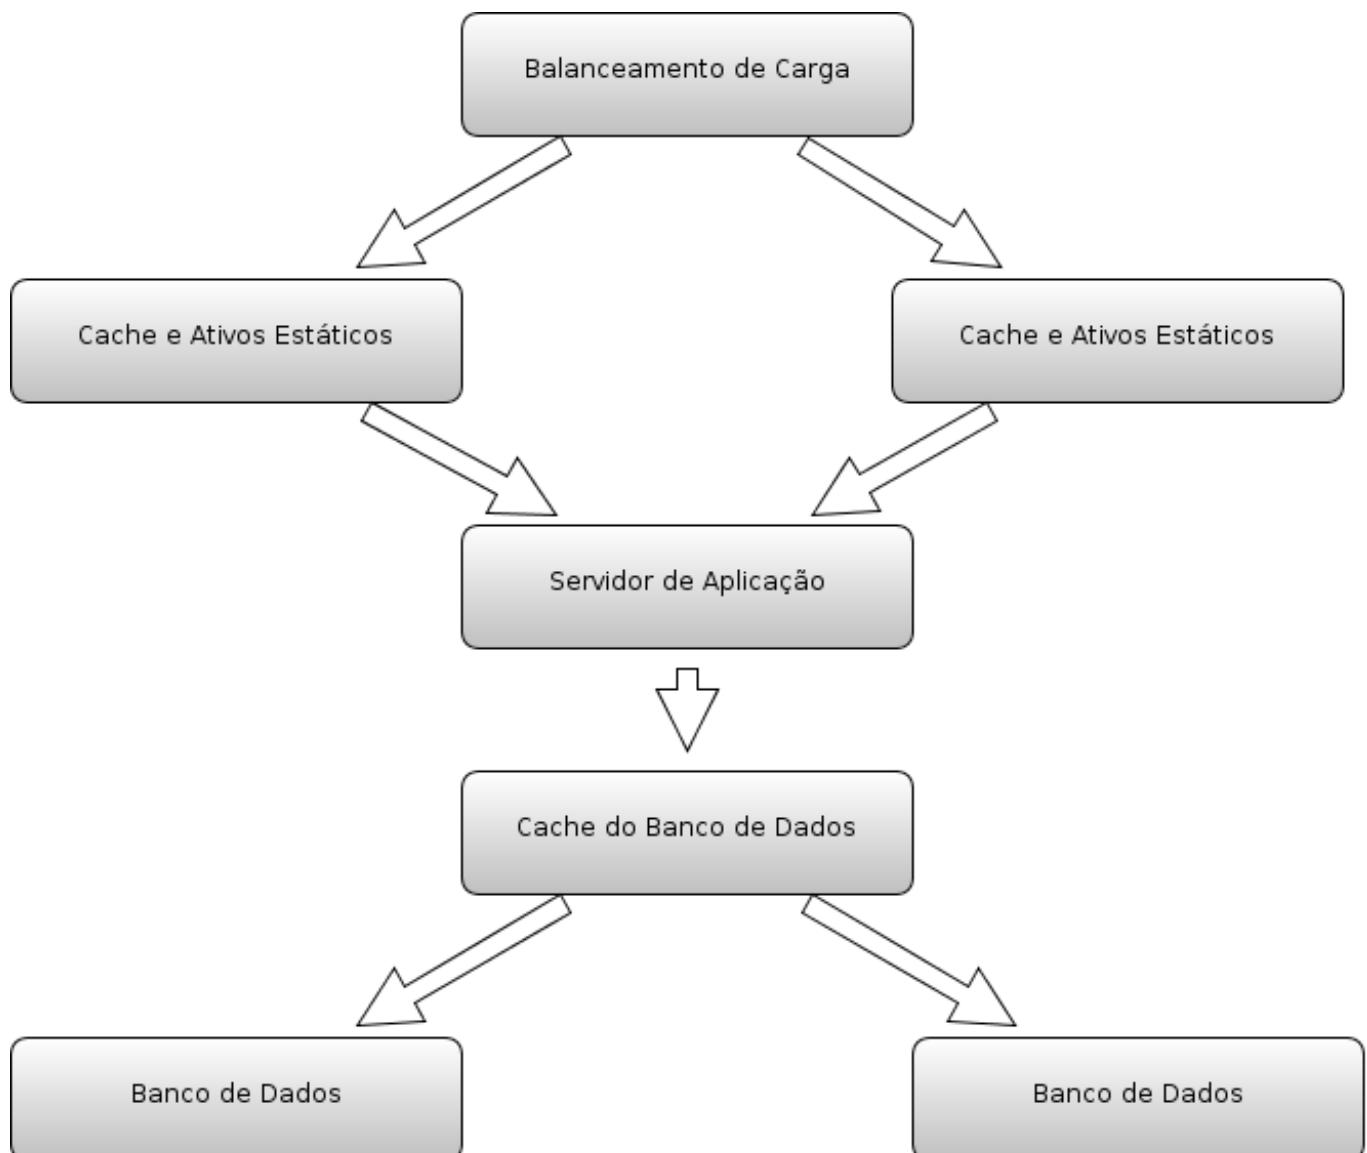 Balanceamento de Carga
Cache e Ativos Estáticos
Cache e Ativos Estáticos
Servidor de Aplicação
Cache do Banco de Dados
Banco de Dados
Banco de Dados